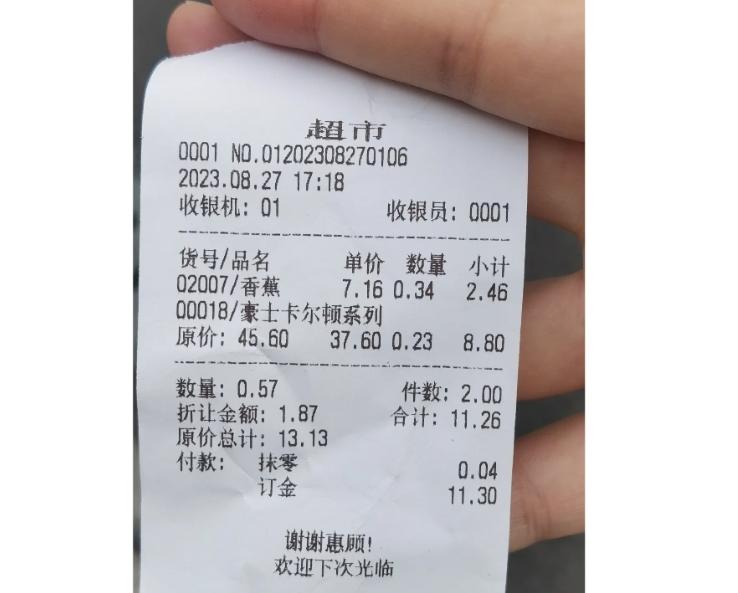 超市
0001 NO.01202308270106
2023.08.27 17:18
收银机: 01 收银员: 0001
货号/品名 单价 数量 小计
02007/香蕉 7.16 0.34 2.46
00018/豪士卡尔顿系列
原价: 45.60 37.60 0.23 8.80
数量: 0.57 件数: 2.00
折让金额: 1.87 合计: 11.26
原价总计: 13.13
付款: 抹零 0.04
订金 11.30
谢谢惠顾!
欢迎下次光临